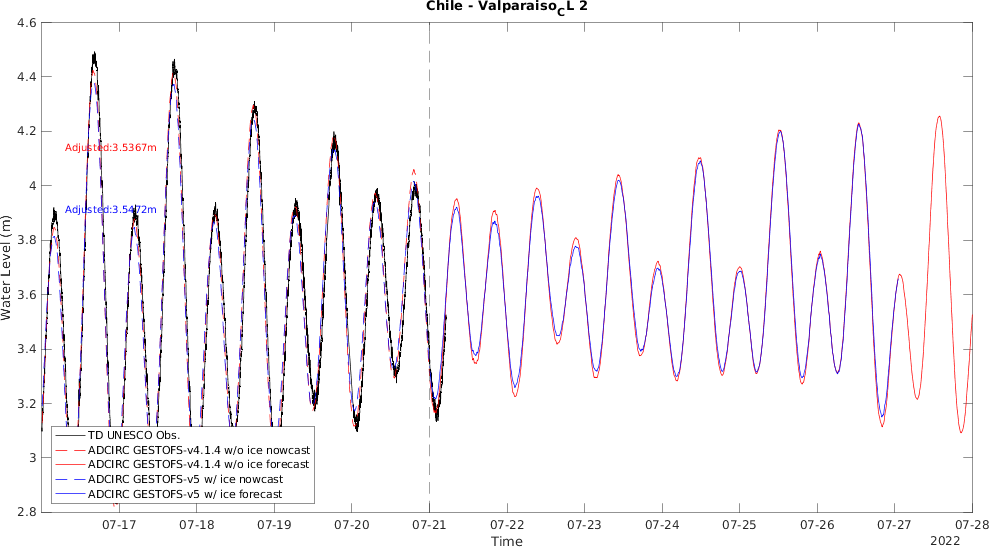 Chile - Valparaiso_CL 2
4.6
4.4
4.2
4
3.8
3.6
3.4
3.2
3
2.8
Water Level (m)
Adjusted:3.5367m
Adjusted:3.5472m
TD UNESCO Obs.
ADCIRC GESTOFS-v4.1.4 w/o ice nowcast
ADCIRC GESTOFS-v4.1.4 w/o ice forecast
ADCIRC GESTOFS-v5 w/ ice nowcast
ADCIRC GESTOFS-v5 w/ ice forecast
07-17 07-18 07-19 07-20 07-21 07-22 07-23 07-24 07-25 07-26 07-27 07-28
Time
2022